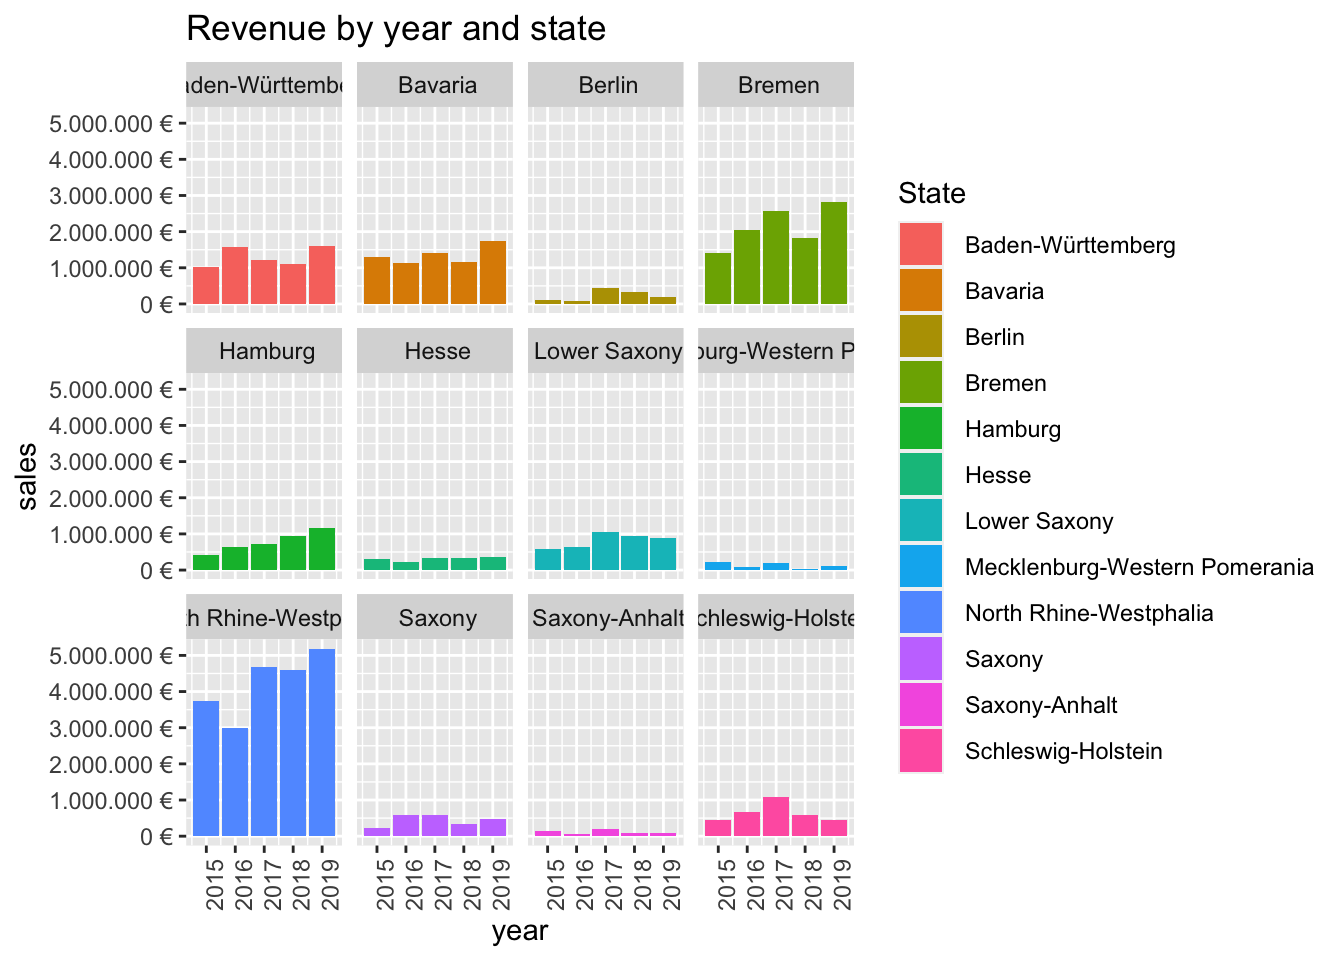 Revenue by year and state
aden-Württembe
Bavaria
Berlin
Bremen
5.000.000 €
4.000.000 €
3.000.000 €
2.000.000 €
1.000.000 €
0 €
Hamburg
Hesse
Lower Saxony
burg-Western P
5.000.000 €
4.000.000 €
3.000.000 €
2.000.000 €
1.000.000 €
0 €
th Rhine-Westp
Saxony
Saxony-Anhalt
chleswig-Holste
5.000.000 €
4.000.000 €
3.000.000 €
2.000.000 €
1.000.000 €
0 €
2015
2016
2017
2018
2019
2015
2016
2017
2018
2019
2015
2016
2017
2018
2019
2015
2016
2017
2018
2019
year
sales
State
Baden-Württemberg
Bavaria
Berlin
Bremen
Hamburg
Hesse
Lower Saxony
Mecklenburg-Western Pomerania
North Rhine-Westphalia
Saxony
Saxony-Anhalt
Schleswig-Holstein